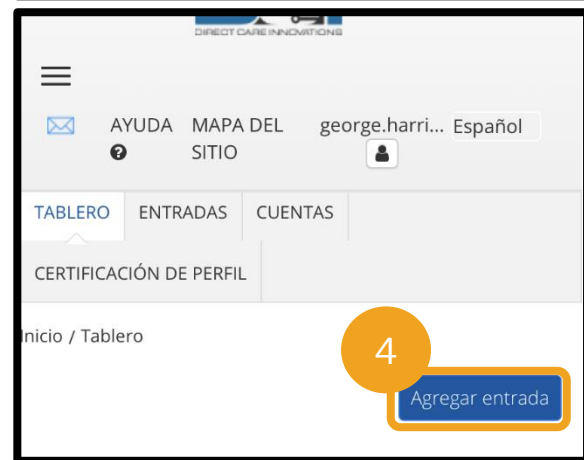 DIRECT CARE INNOVATIONS
AYUDA MAPA DEL SITIO george.harri... Español
TABLERO ENTRADAS CUENTAS
CERTIFICACIÓN DE PERFIL
Inicio / Tablero
4
Agregar entrada